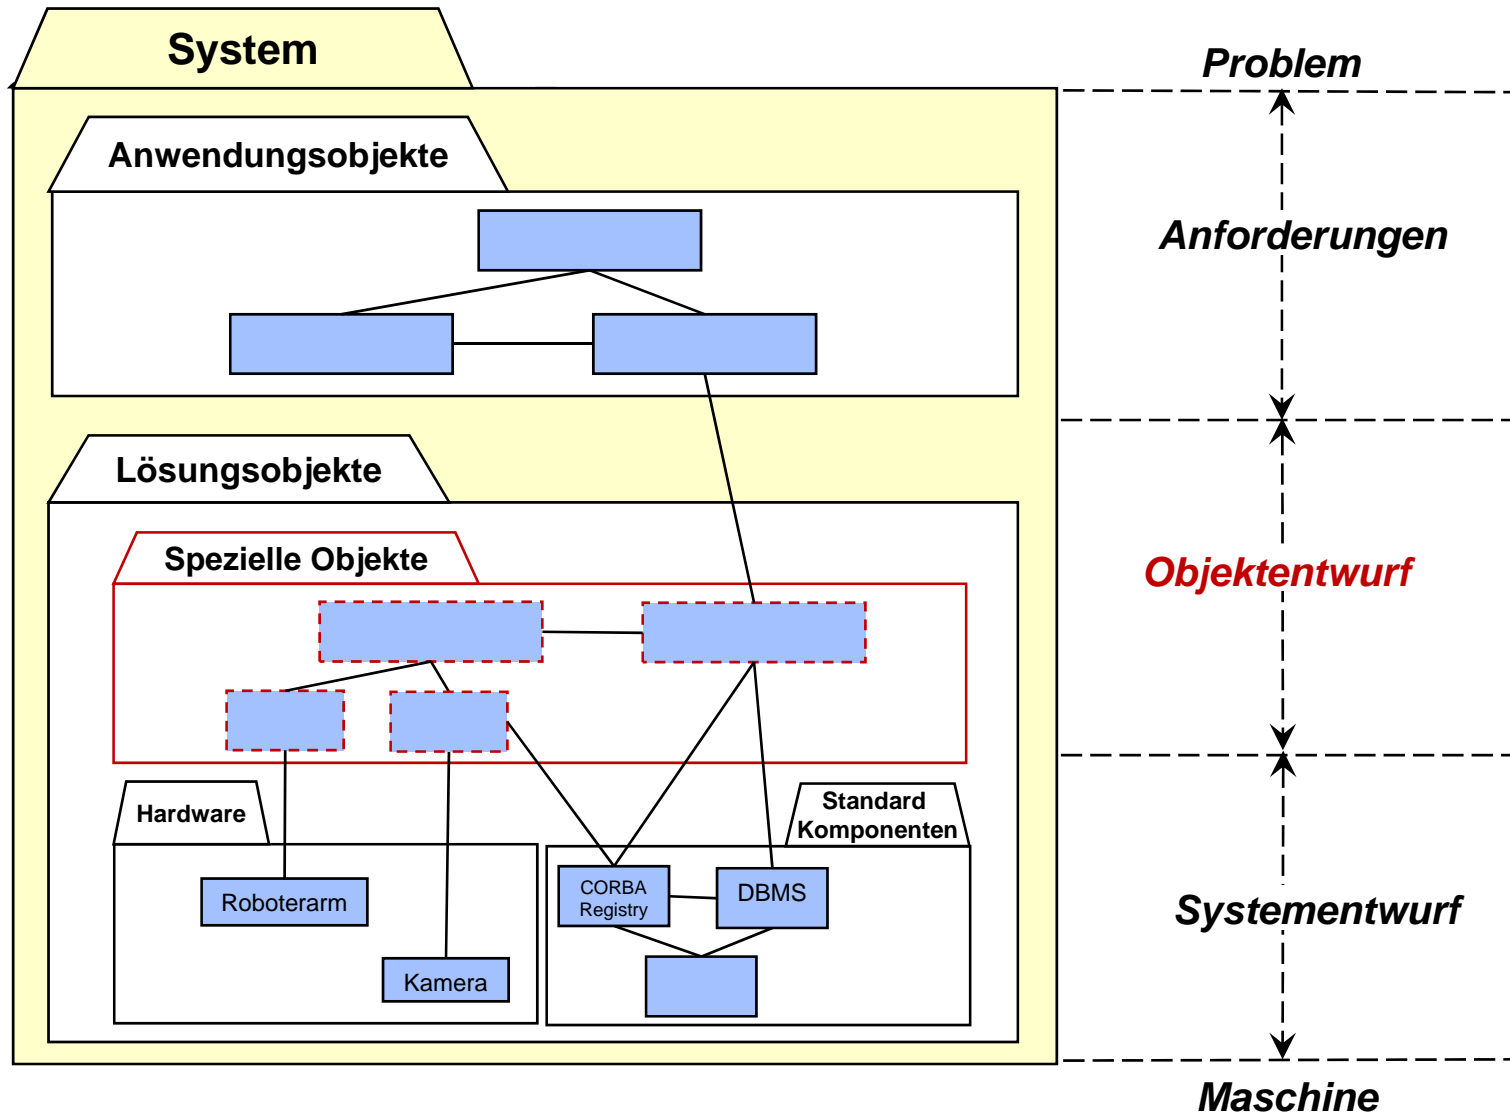 System
Problem
Anwendungsobjekte
Anforderungen
Lösungsobjekte
Spezielle Objekte
Objektentwurf
Hardware
Standard
Komponenten
Roboterarm
CORBA
Registry
DBMS
Systementwurf
Kamera
Maschine